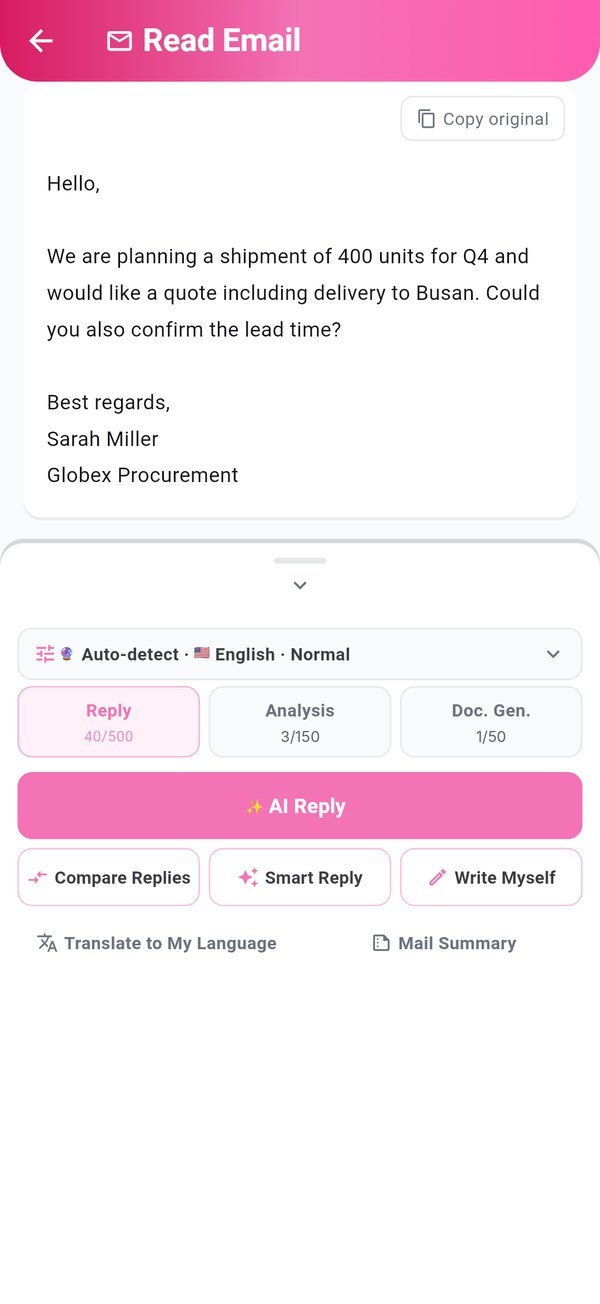 Read Email
Copy original
Hello,
We are planning a shipment of 400 units for Q4 and
would like a quote including delivery to Busan. Could
you also confirm the lead time?
Best regards,
Sarah Miller
Globex Procurement
Auto-detect · 🇺🇸 English · Normal
Reply
40/500
Analysis
3/150
Doc. Gen.
1/50
✨ AI Reply
Compare Replies
Smart Reply
Write Myself
Translate to My Language
Mail Summary